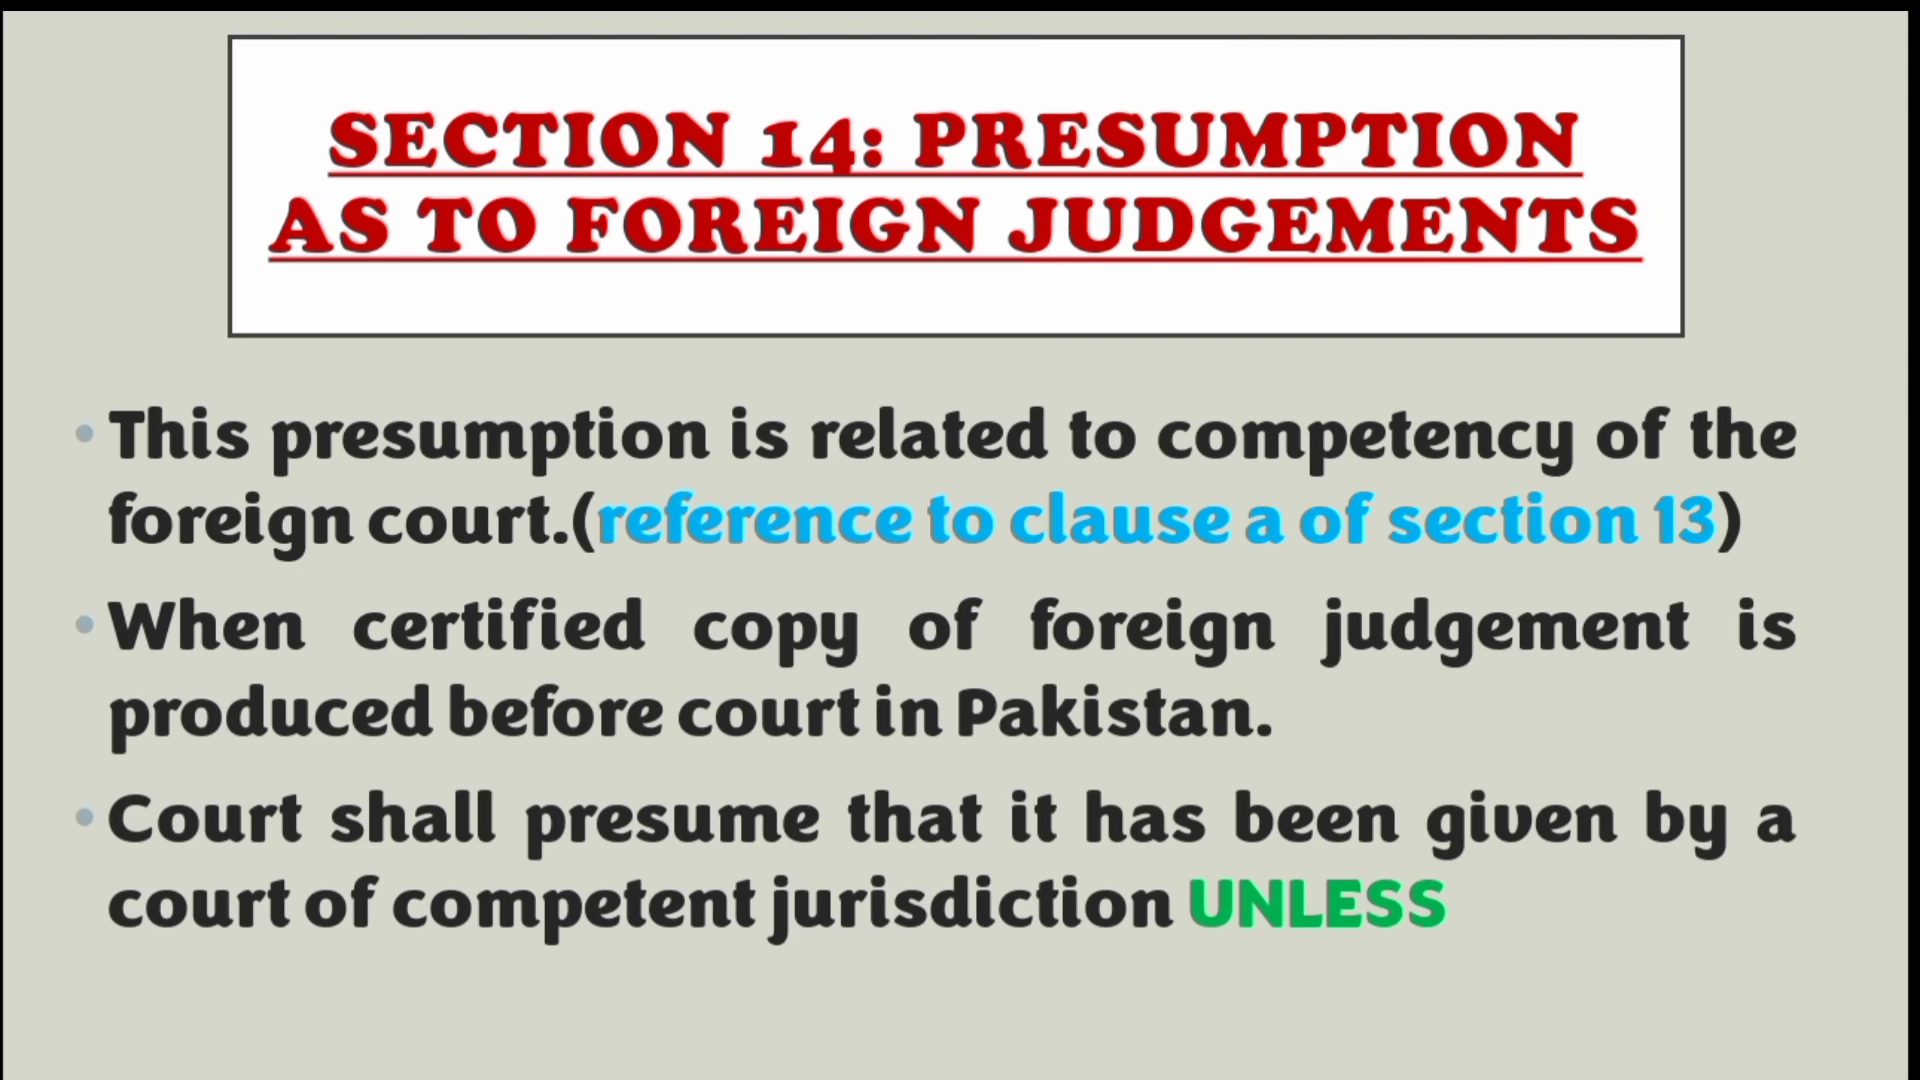 SECTION 14: PRESUMPTION
AS TO FOREIGN JUDGEMENTS
• This presumption is related to competency of the
foreign court.(reference to clause a of section 13)
• When certified copy of foreign judgement is
produced before court in Pakistan.
• Court shall presume that it has been given by a
court of competent jurisdiction UNLESS